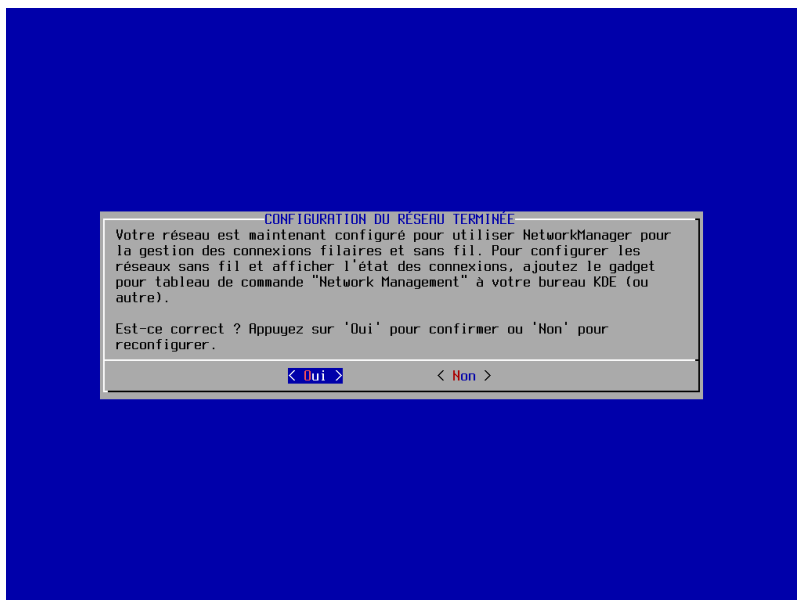 CONFIGURATION DU RÉSEAU TERMINÉE
Votre réseau est maintenant configuré pour utiliser NetworkManager pour
la gestion des connexions filaires et sans fil. Pour configurer les
réseaux sans fil et afficher l'état des connexions, ajoutez le gadget
pour tableau de commande "Network Management" à votre bureau KDE (ou
autre).
Est-ce correct ? Appuyez sur 'Oui' pour confirmer ou 'Non' pour
reconfigurer.
< Oui > < Non >